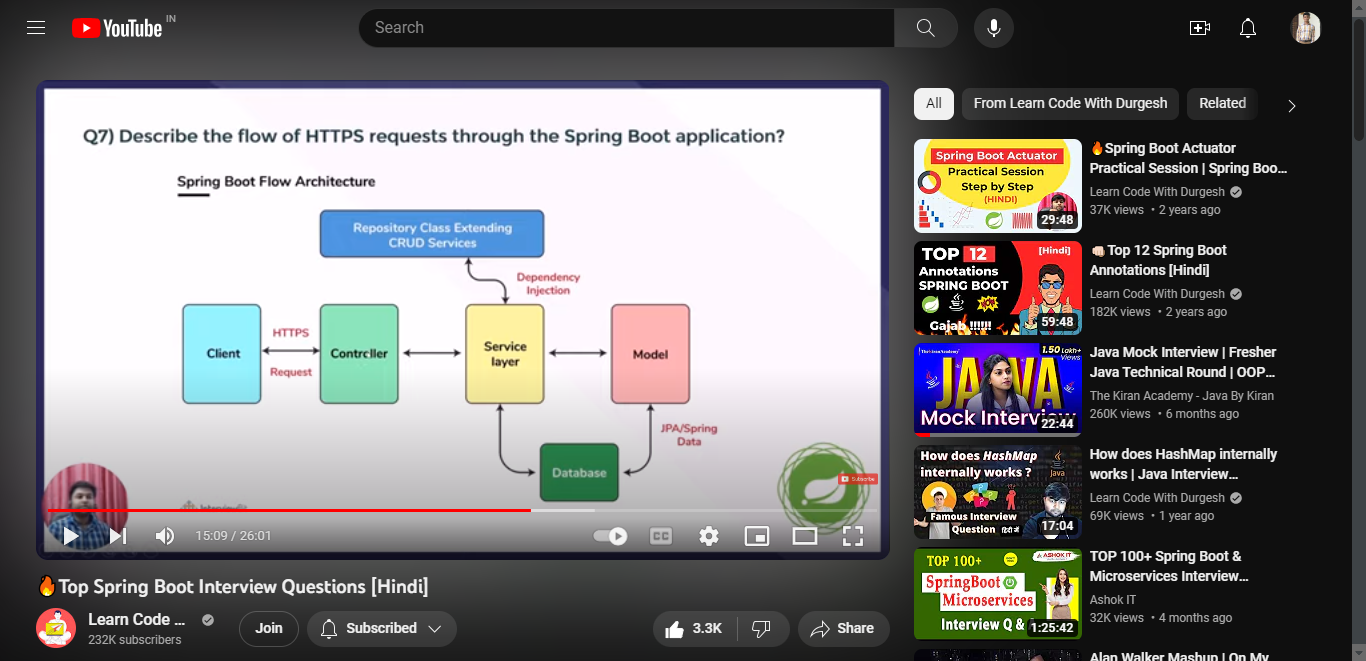 YouTube IN
Search
Q7) Describe the flow of HTTPS requests through the Spring Boot application?
Spring Boot Flow Architecture
Repository Class Extending
CRUD Services
Dependency
Injection
Client
HTTPS
Request
Controller
Service
layer
Model
JPA/Spring
Data
Database
Subscribe
15:09 / 26:01
CC
🔥Top Spring Boot Interview Questions [Hindi]
Learn Code ...
232K subscribers
Join
Subscribed
3.3K
Share
All
From Learn Code With Durgesh
Related
Spring Boot Actuator
Practical Session
Step by Step
(HINDI)
29:48
🔥Spring Boot Actuator
Practical Session | Spring Boo...
Learn Code With Durgesh
37K views • 2 years ago
TOP 12 [Hindi]
Annotations
SPRING BOOT
Gajab !!!!!!
59:48
👊🏻Top 12 Spring Boot
Annotations [Hindi]
Learn Code With Durgesh
182K views • 2 years ago
The Kiran Academy
1.50 Lakh+
Views
JAVA
Mock Interview
22:44
Java Mock Interview | Fresher
Java Technical Round | OOP...
The Kiran Academy - Java By Kiran
260K views • 6 months ago
How does HashMap
internally works ?
Java
Famous Interview
Question
17:04
How does HashMap internally
works | Java Interview...
Learn Code With Durgesh
69K views • 1 year ago
TOP 100+
ASHOK IT
SpringBoot
Microservices
Interview Q &
1:25:42
TOP 100+ Spring Boot &
Microservices Interview...
Ashok IT
32K views • 4 months ago
Alan Walker Mashup | On My